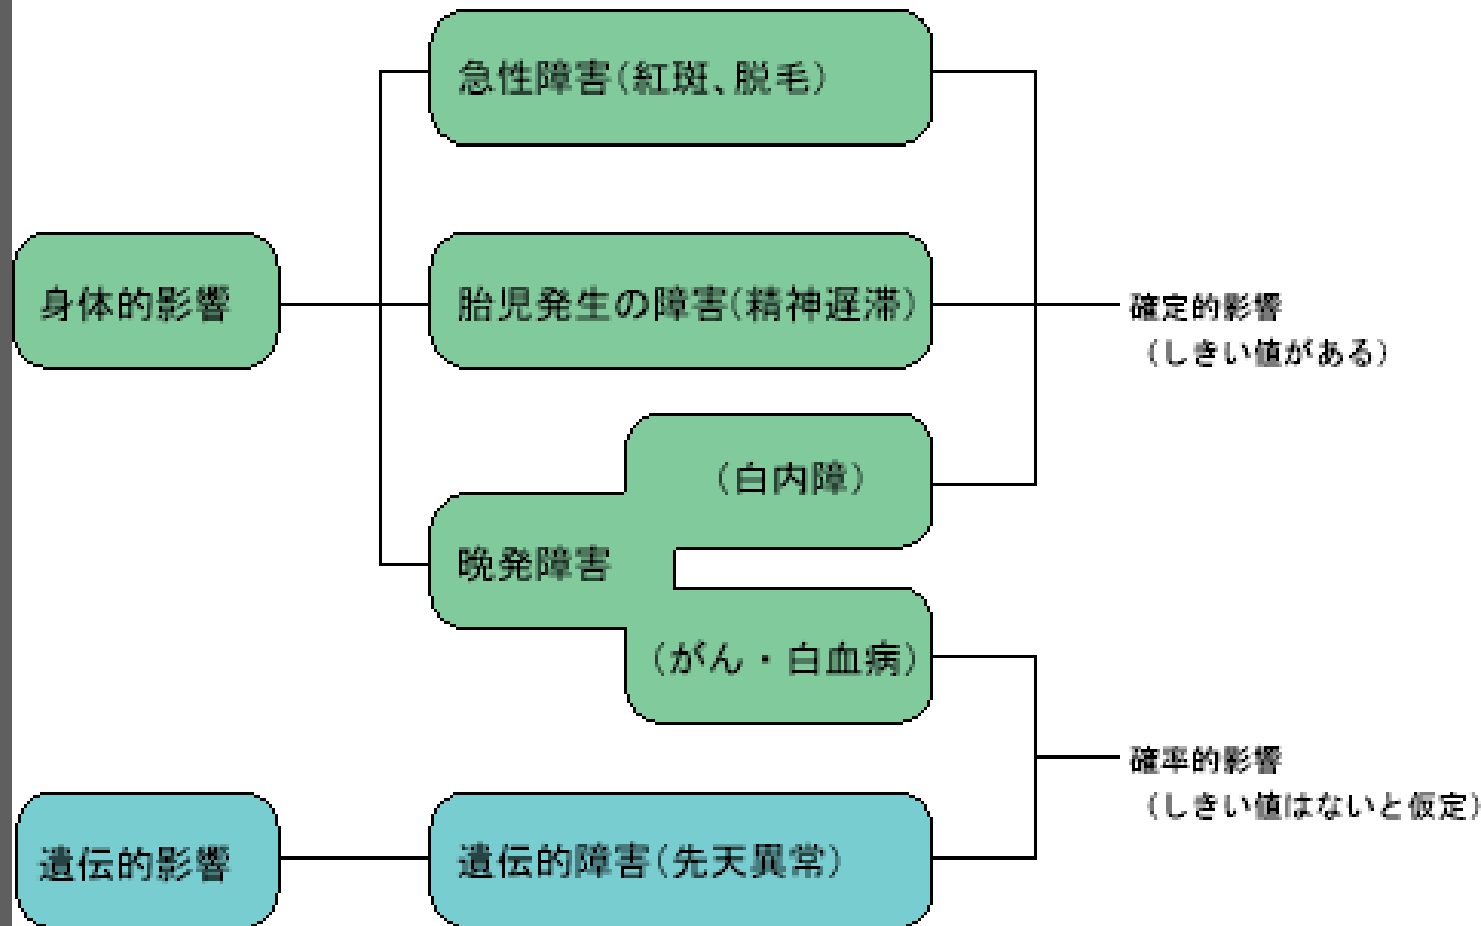 急性障害(紅斑、脱毛)
身体的影響
胎児発生の障害(精神遅滞)
確定的影響
(しきい値がある)
(白内障)
晩発障害
(がん・白血病)
確率的影響
(しきい値はないと仮定)
遺伝的影響
遺伝的障害(先天異常)